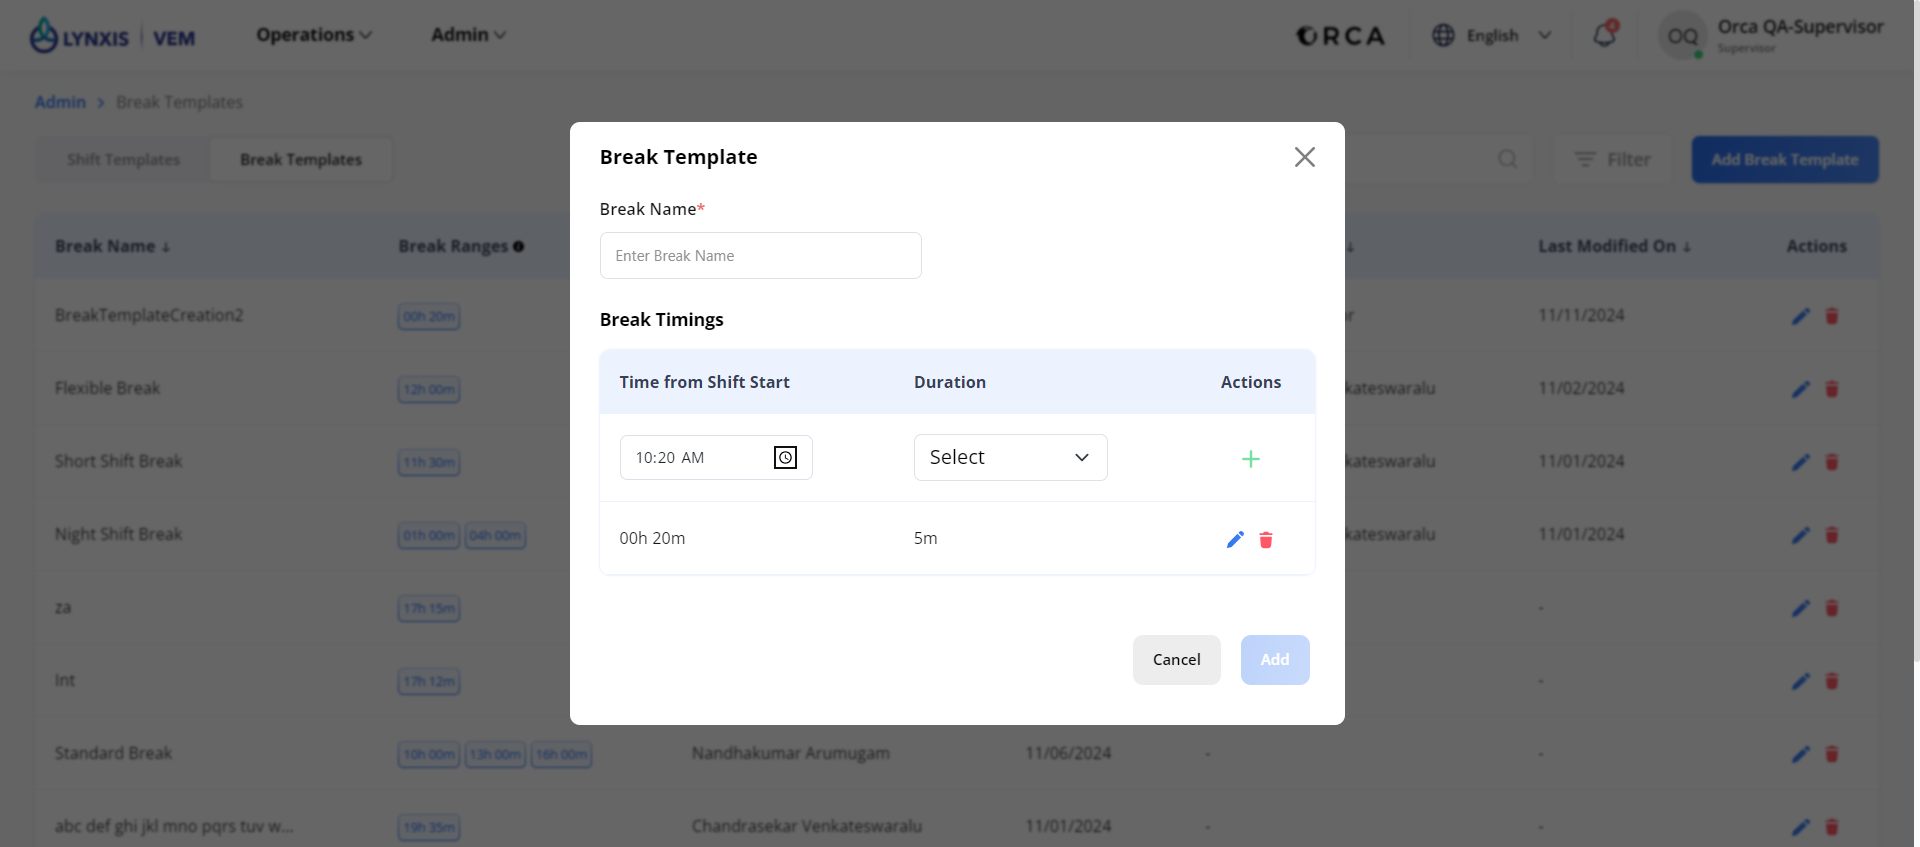 LYNXIS | VEM
Operations
Admin
ORCA
English
4
OQ
Orca QA-Supervisor
Supervisor
Admin > Break Templates
Shift Templates
Break Templates
Filter
Add Break Template
Break Name ↓
Break Ranges
↓
Last Modified On ↓
Actions
BreakTemplateCreation2
00h 20m
or
11/11/2024
Flexible Break
12h 00m
kateswaralu
11/02/2024
Short Shift Break
11h 30m
kateswaralu
11/01/2024
Night Shift Break
01h 00m 04h 00m
kateswaralu
11/01/2024
za
17h 15m
-
Int
17h 12m
-
Standard Break
10h 00m 13h 00m 16h 00m
Nandhakumar Arumugam
11/06/2024
-
-
abc def ghi jkl mno pqrs tuv w...
19h 35m
Chandrasekar Venkateswaralu
11/01/2024
-
-
Break Template
Break Name*
Enter Break Name
Break Timings
Time from Shift Start
Duration
Actions
10:20 AM
Select
00h 20m
5m
Cancel
Add